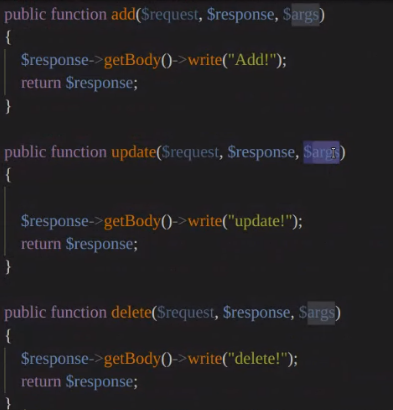 public function add($request, $response, $args)
{
$response->getBody()->write("Add!");
return $response;
}
public function update($request, $response, $args)
{
$response->getBody()->write("update!");
return $response;
}
public function delete($request, $response, $args)
{
$response->getBody()->write("delete!");
return $response;
}